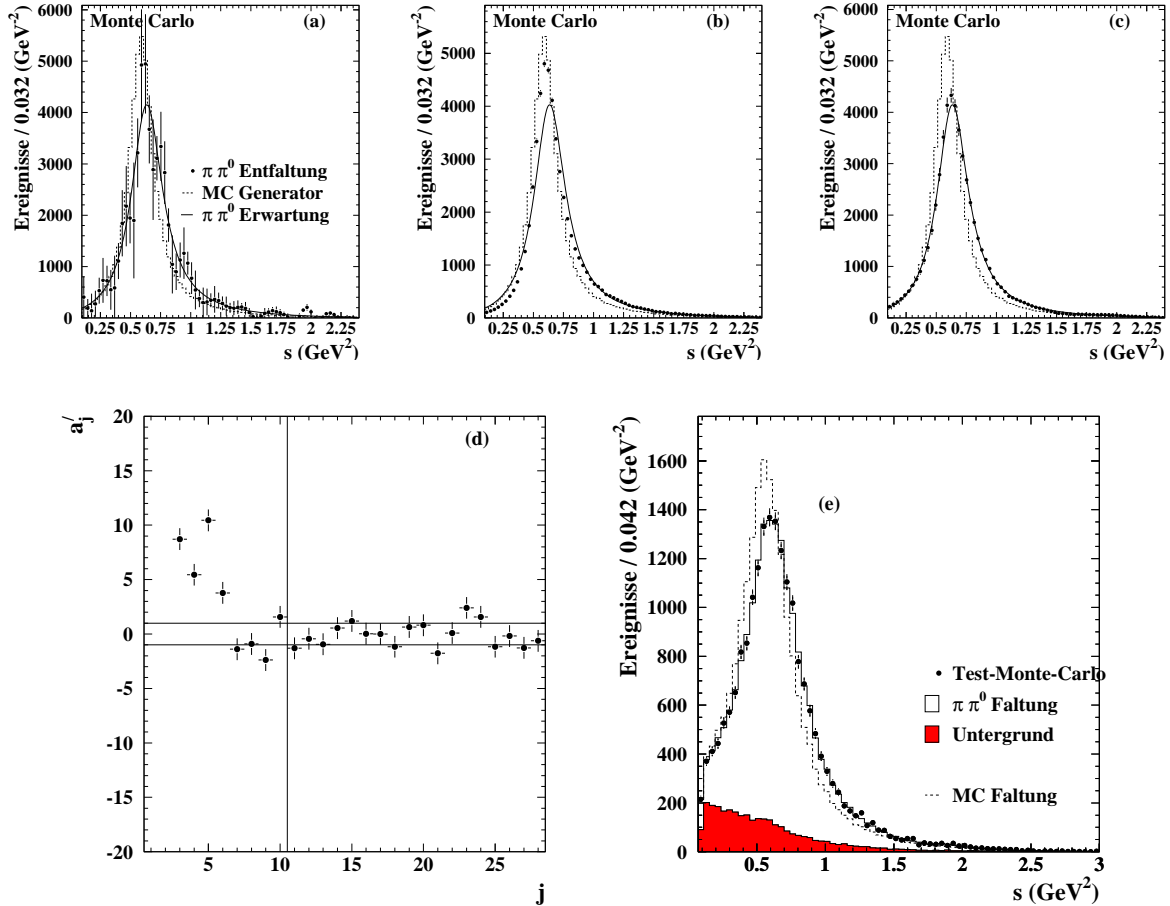 Monte Carlo
(a)
Ereignisse / 0.032 (GeV⁻²)
6000
5000
4000
3000
2000
1000
0
π π⁰ Entfaltung
MC Generator
π π⁰ Erwartung
0.25 0.5 0.75 1 1.25 1.5 1.75 2 2.25
s (GeV²)
Monte Carlo
(b)
Ereignisse / 0.032 (GeV⁻²)
5000
4000
3000
2000
1000
0
0.25 0.5 0.75 1 1.25 1.5 1.75 2 2.25
s (GeV²)
Monte Carlo
(c)
Ereignisse / 0.032 (GeV⁻²)
6000
5000
4000
3000
2000
1000
0
0.25 0.5 0.75 1 1.25 1.5 1.75 2 2.25
s (GeV²)
a′j
(d)
20
15
10
5
0
-5
-10
-15
-20
5 10 15 20 25
j
(e)
Ereignisse / 0.042 (GeV⁻²)
1600
1400
1200
1000
800
600
400
200
0
Test-Monte-Carlo
π π⁰ Faltung
Untergrund
MC Faltung
0.5 1 1.5 2 2.5 3
s (GeV²)